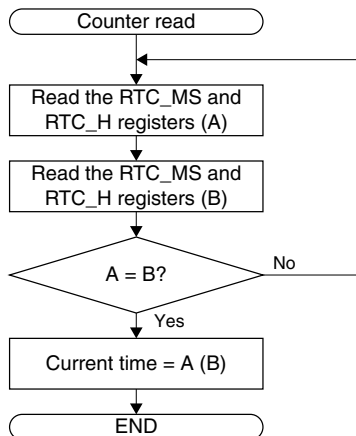 Counter read
Read the RTC_MS and
RTC_H registers (A)
Read the RTC_MS and
RTC_H registers (B)
A = B?
No
Yes
Current time = A (B)
END